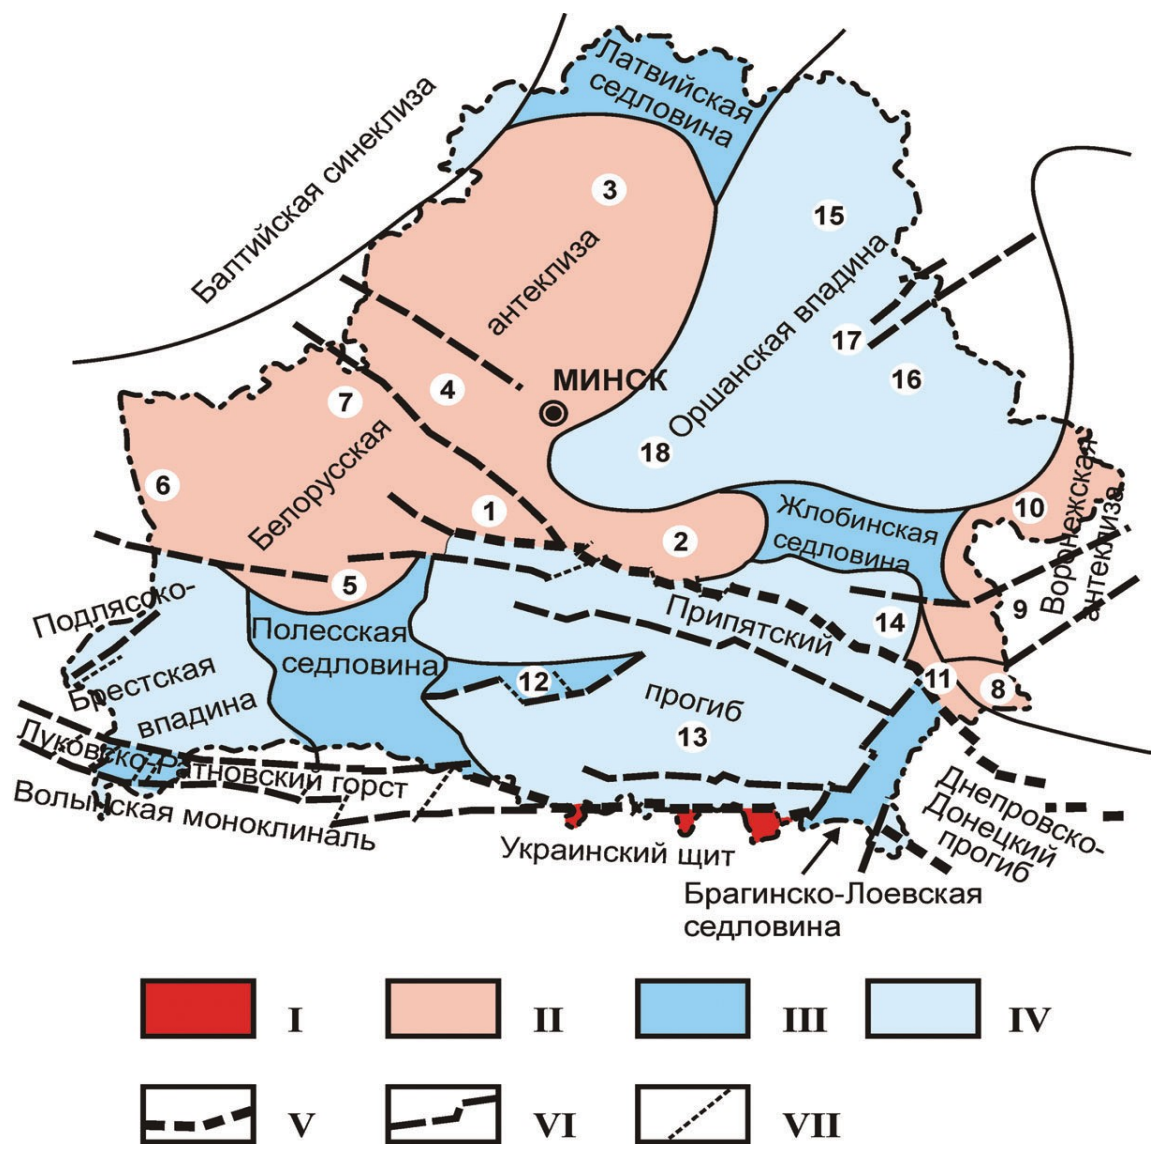 Латвийская
седловина
Балтийская синеклиза
3
15
антеклиза
Оршанская впадина
17
16
МИНСК
4
7
18
Белорусская
6
1
2
Жлобинская
седловина
10
Воронежская
антеклиза
9
5
Подлясско-
Брестская
впадина
Полесская
седловина
Припятский
прогиб
14
12
11
8
13
Луковско-Ратновский горст
Волынская моноклиналь
Украинский щит
Днепровско-
Донецкий
прогиб
Брагинско-Лоевская
седловина
I
II
III
IV
V
VI
VII